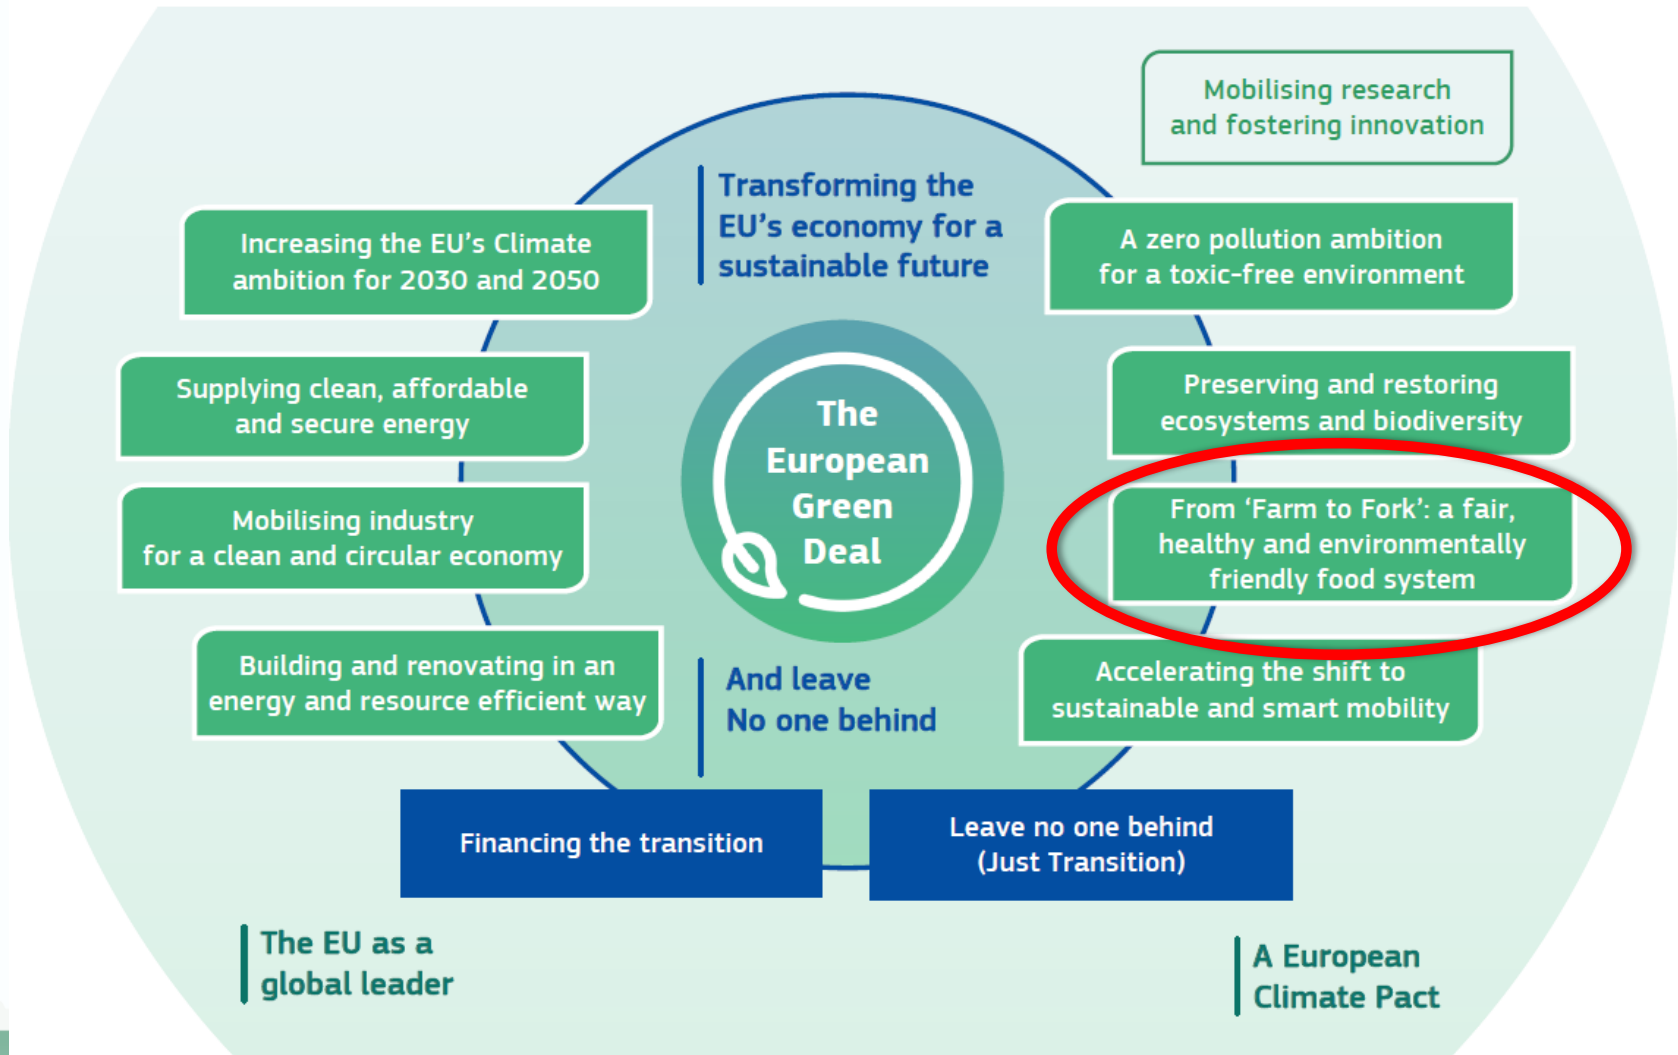 Mobilising research
and fostering innovation
Transforming the
EU's economy for a
sustainable future
Increasing the EU's Climate
ambition for 2030 and 2050
A zero pollution ambition
for a toxic-free environment
Supplying clean, affordable
and secure energy
Preserving and restoring
ecosystems and biodiversity
The
European
Green
Deal
Mobilising industry
for a clean and circular economy
From ‘Farm to Fork’: a fair,
healthy and environmentally
friendly food system
Building and renovating in an
energy and resource efficient way
And leave
No one behind
Accelerating the shift to
sustainable and smart mobility
Financing the transition
Leave no one behind
(Just Transition)
The EU as a
global leader
A European
Climate Pact